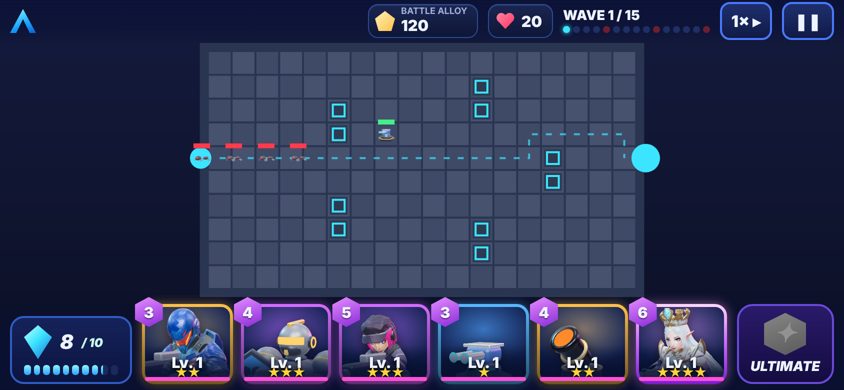 BATTLE ALLOY
120
20
WAVE 1 / 15
1×
8 / 10
3
Lv. 1
4
Lv. 1
5
Lv. 1
3
Lv. 1
4
Lv. 1
6
Lv. 1
ULTIMATE